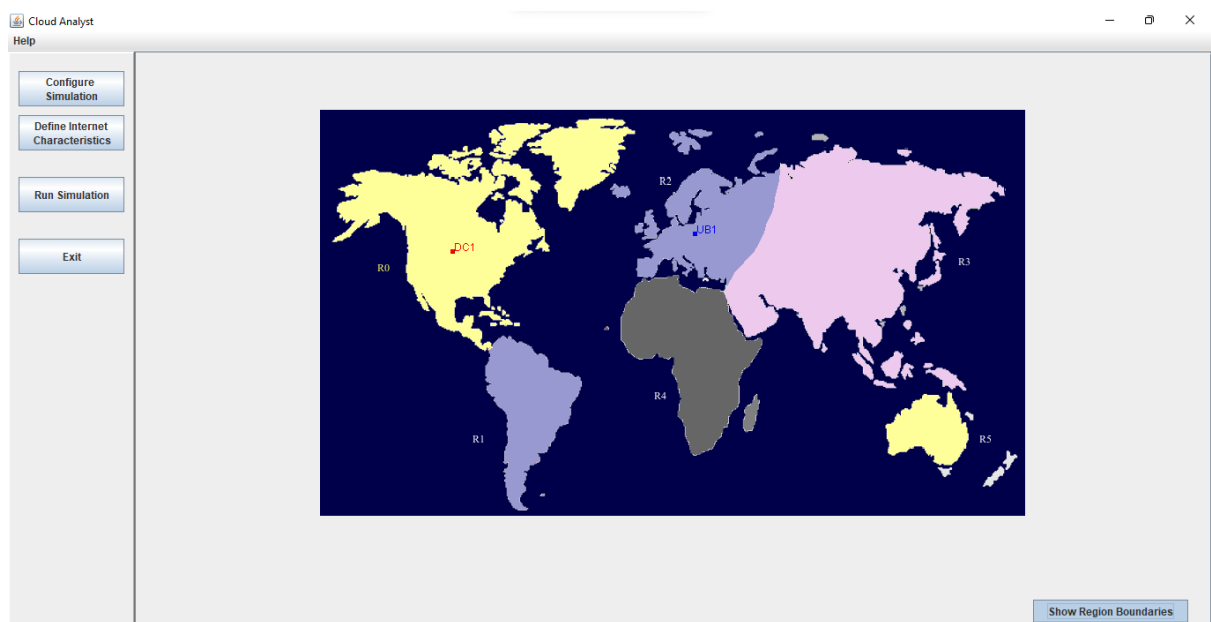 Cloud Analyst
Help
Configure
Simulation
Define Internet
Characteristics
Run Simulation
Exit
R2
UB1
DC1
R0
R3
R4
R1
R5
Show Region Boundaries